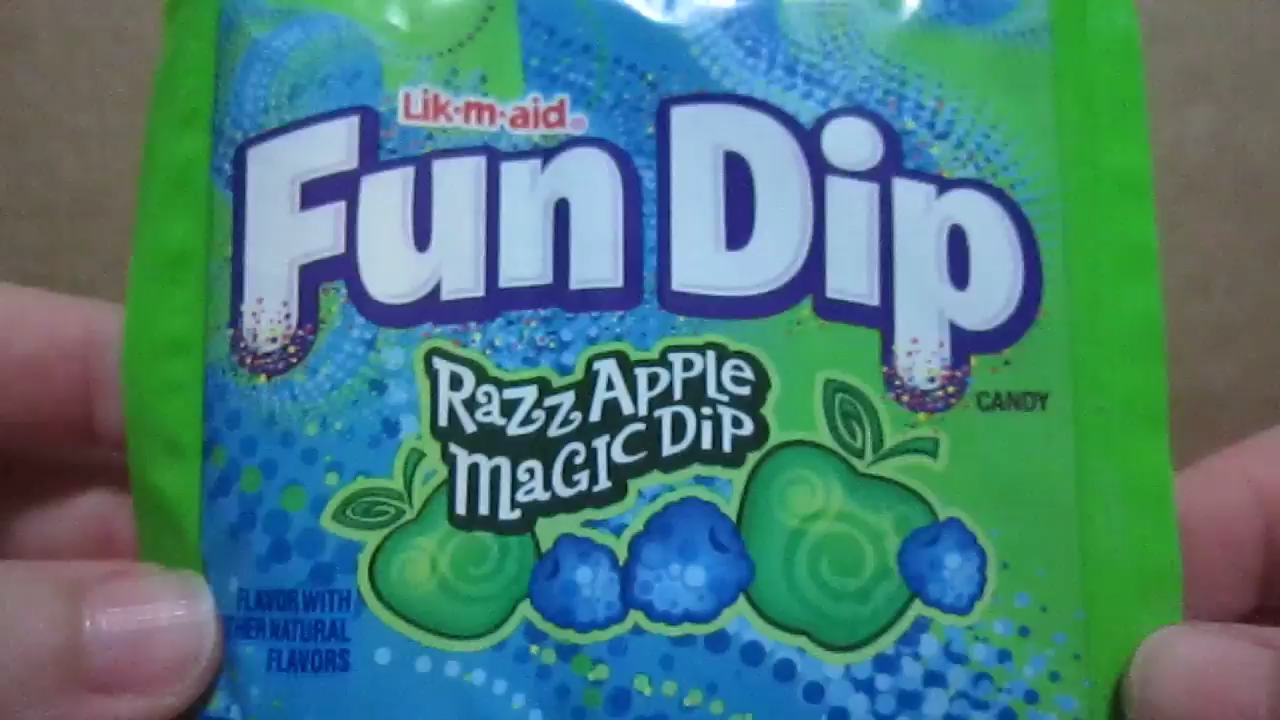 Lik·m·aid®
Fun Dip
RAZZ APPLE
MAGIC DIP
CANDY
FLAVOR WITH
NATURAL
FLAVORS